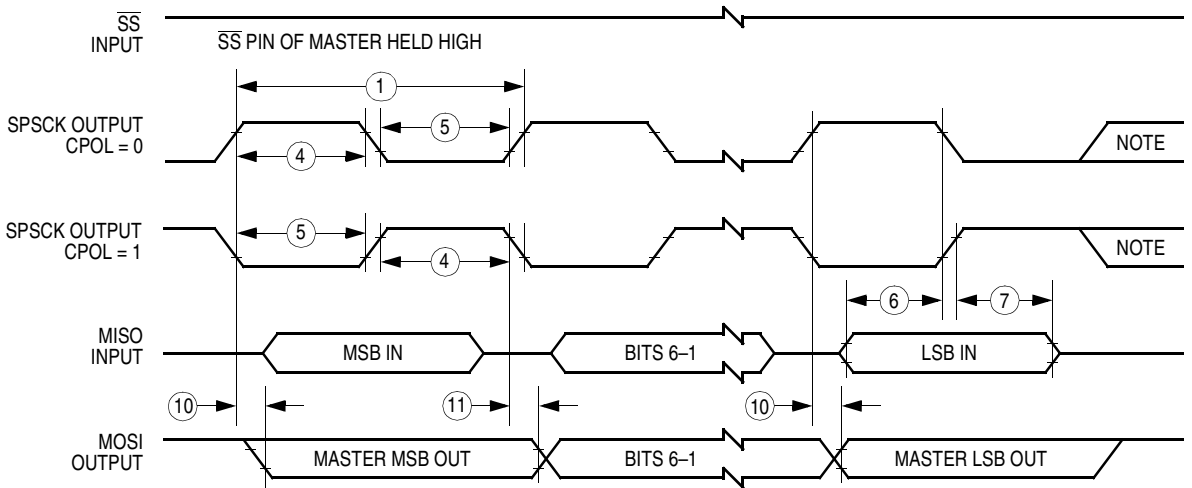 SS
INPUT
SS PIN OF MASTER HELD HIGH
1
SPSCK OUTPUT
CPOL = 0
5
4
NOTE
SPSCK OUTPUT
CPOL = 1
5
4
NOTE
6
7
MISO
INPUT
MSB IN
BITS 6–1
LSB IN
10
11
10
MOSI
OUTPUT
MASTER MSB OUT
BITS 6–1
MASTER LSB OUT